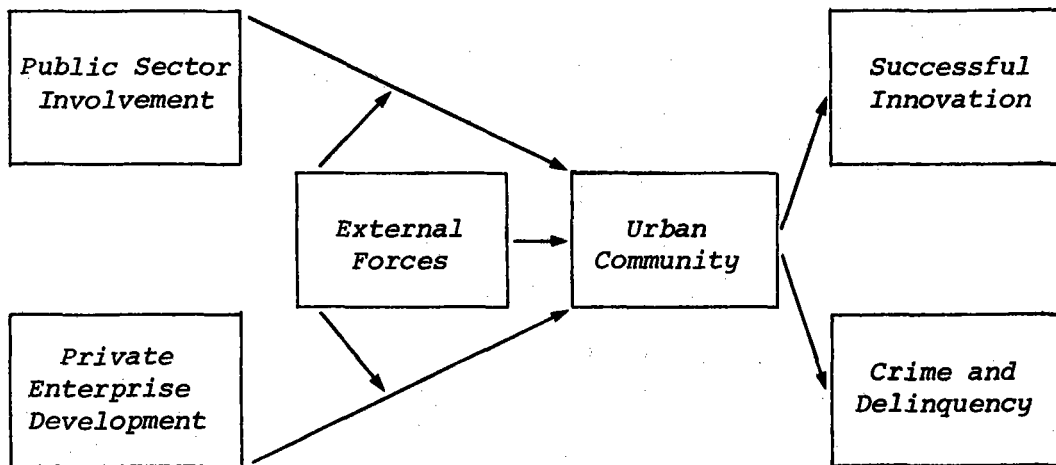 Public Sector
Involvement
Successful
Innovation
External
Forces
Urban
Community
Private
Enterprise
Development
Crime and
Delinquency